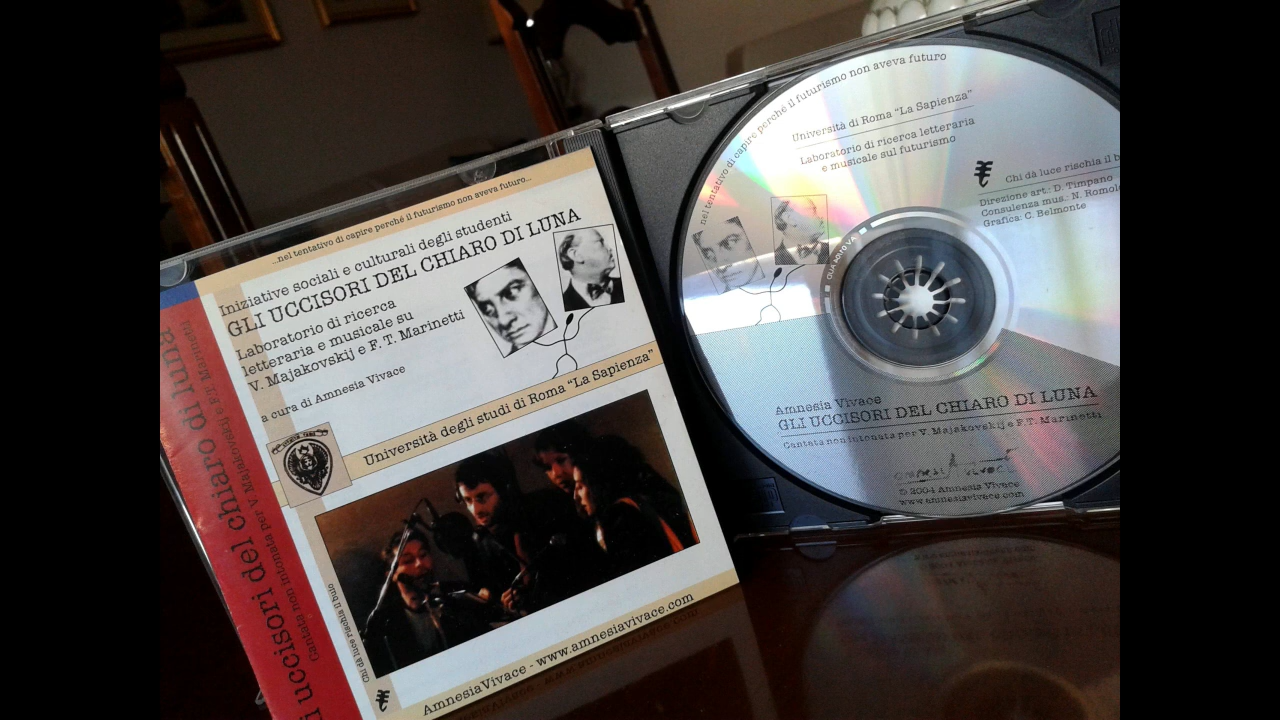 ...nel tentativo di capire perché il futurismo non aveva futuro...
Iniziative sociali e culturali degli studenti
GLI UCCISORI DEL CHIARO DI LUNA
Laboratorio di ricerca
letteraria e musicale su
V. Majakovskij e F. T. Marinetti
a cura di Amnesia Vivace
Università degli studi di Roma “La Sapienza”
Chi dà luce rischia il buio
AmnesiaVivace - www.amnesiavivace.com
i uccisori del chiaro di luna
Cantata non intonata per V. Majakovskij e F.T. Marinetti
nel tentativo di capire perché il futurismo non aveva futuro
Università di Roma “La Sapienza”
Laboratorio di ricerca letteraria
e musicale sul futurismo
Chi dà luce rischia il b
Direzione art.: D. Timpano
Consulenza mus.: N. Romol
Grafica: C. Belmonte
Amnesia Vivace
GLI UCCISORI DEL CHIARO DI LUNA
Cantata non intonata per V. Majakovskij e F.T. Marinetti
© 2004 Amnesia Vivace
www.amnesiavivace.com